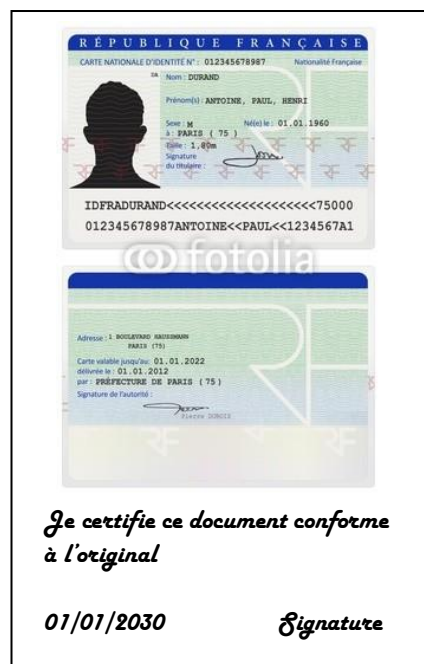 RÉPUBLIQUE FRANÇAISE
CARTE NATIONALE D'IDENTITÉ N° : 012345678987 Nationalité Française
Nom : DURAND
Prénom(s) : ANTOINE, PAUL, HENRI
Sexe : M Né(e) le : 01.01.1960
à : PARIS ( 75 )
Taille : 1,80m
Signature
du titulaire :
IDFRADURAND<<<<<<<<<<<<<<<<<<<<75000
012345678987ANTOINE<<PAUL<<1234567A1
fotolia
Adresse : 1 BOULEVARD HAUSSMANN
PARIS (75)
Carte valable jusqu'au: 01.01.2022
délivrée le : 01.01.2012
par : PRÉFECTURE DE PARIS ( 75 )
Signature de l'autorité :
Pierre DUBOIS
Je certifie ce document conforme
à l'original
01/01/2030 Signature